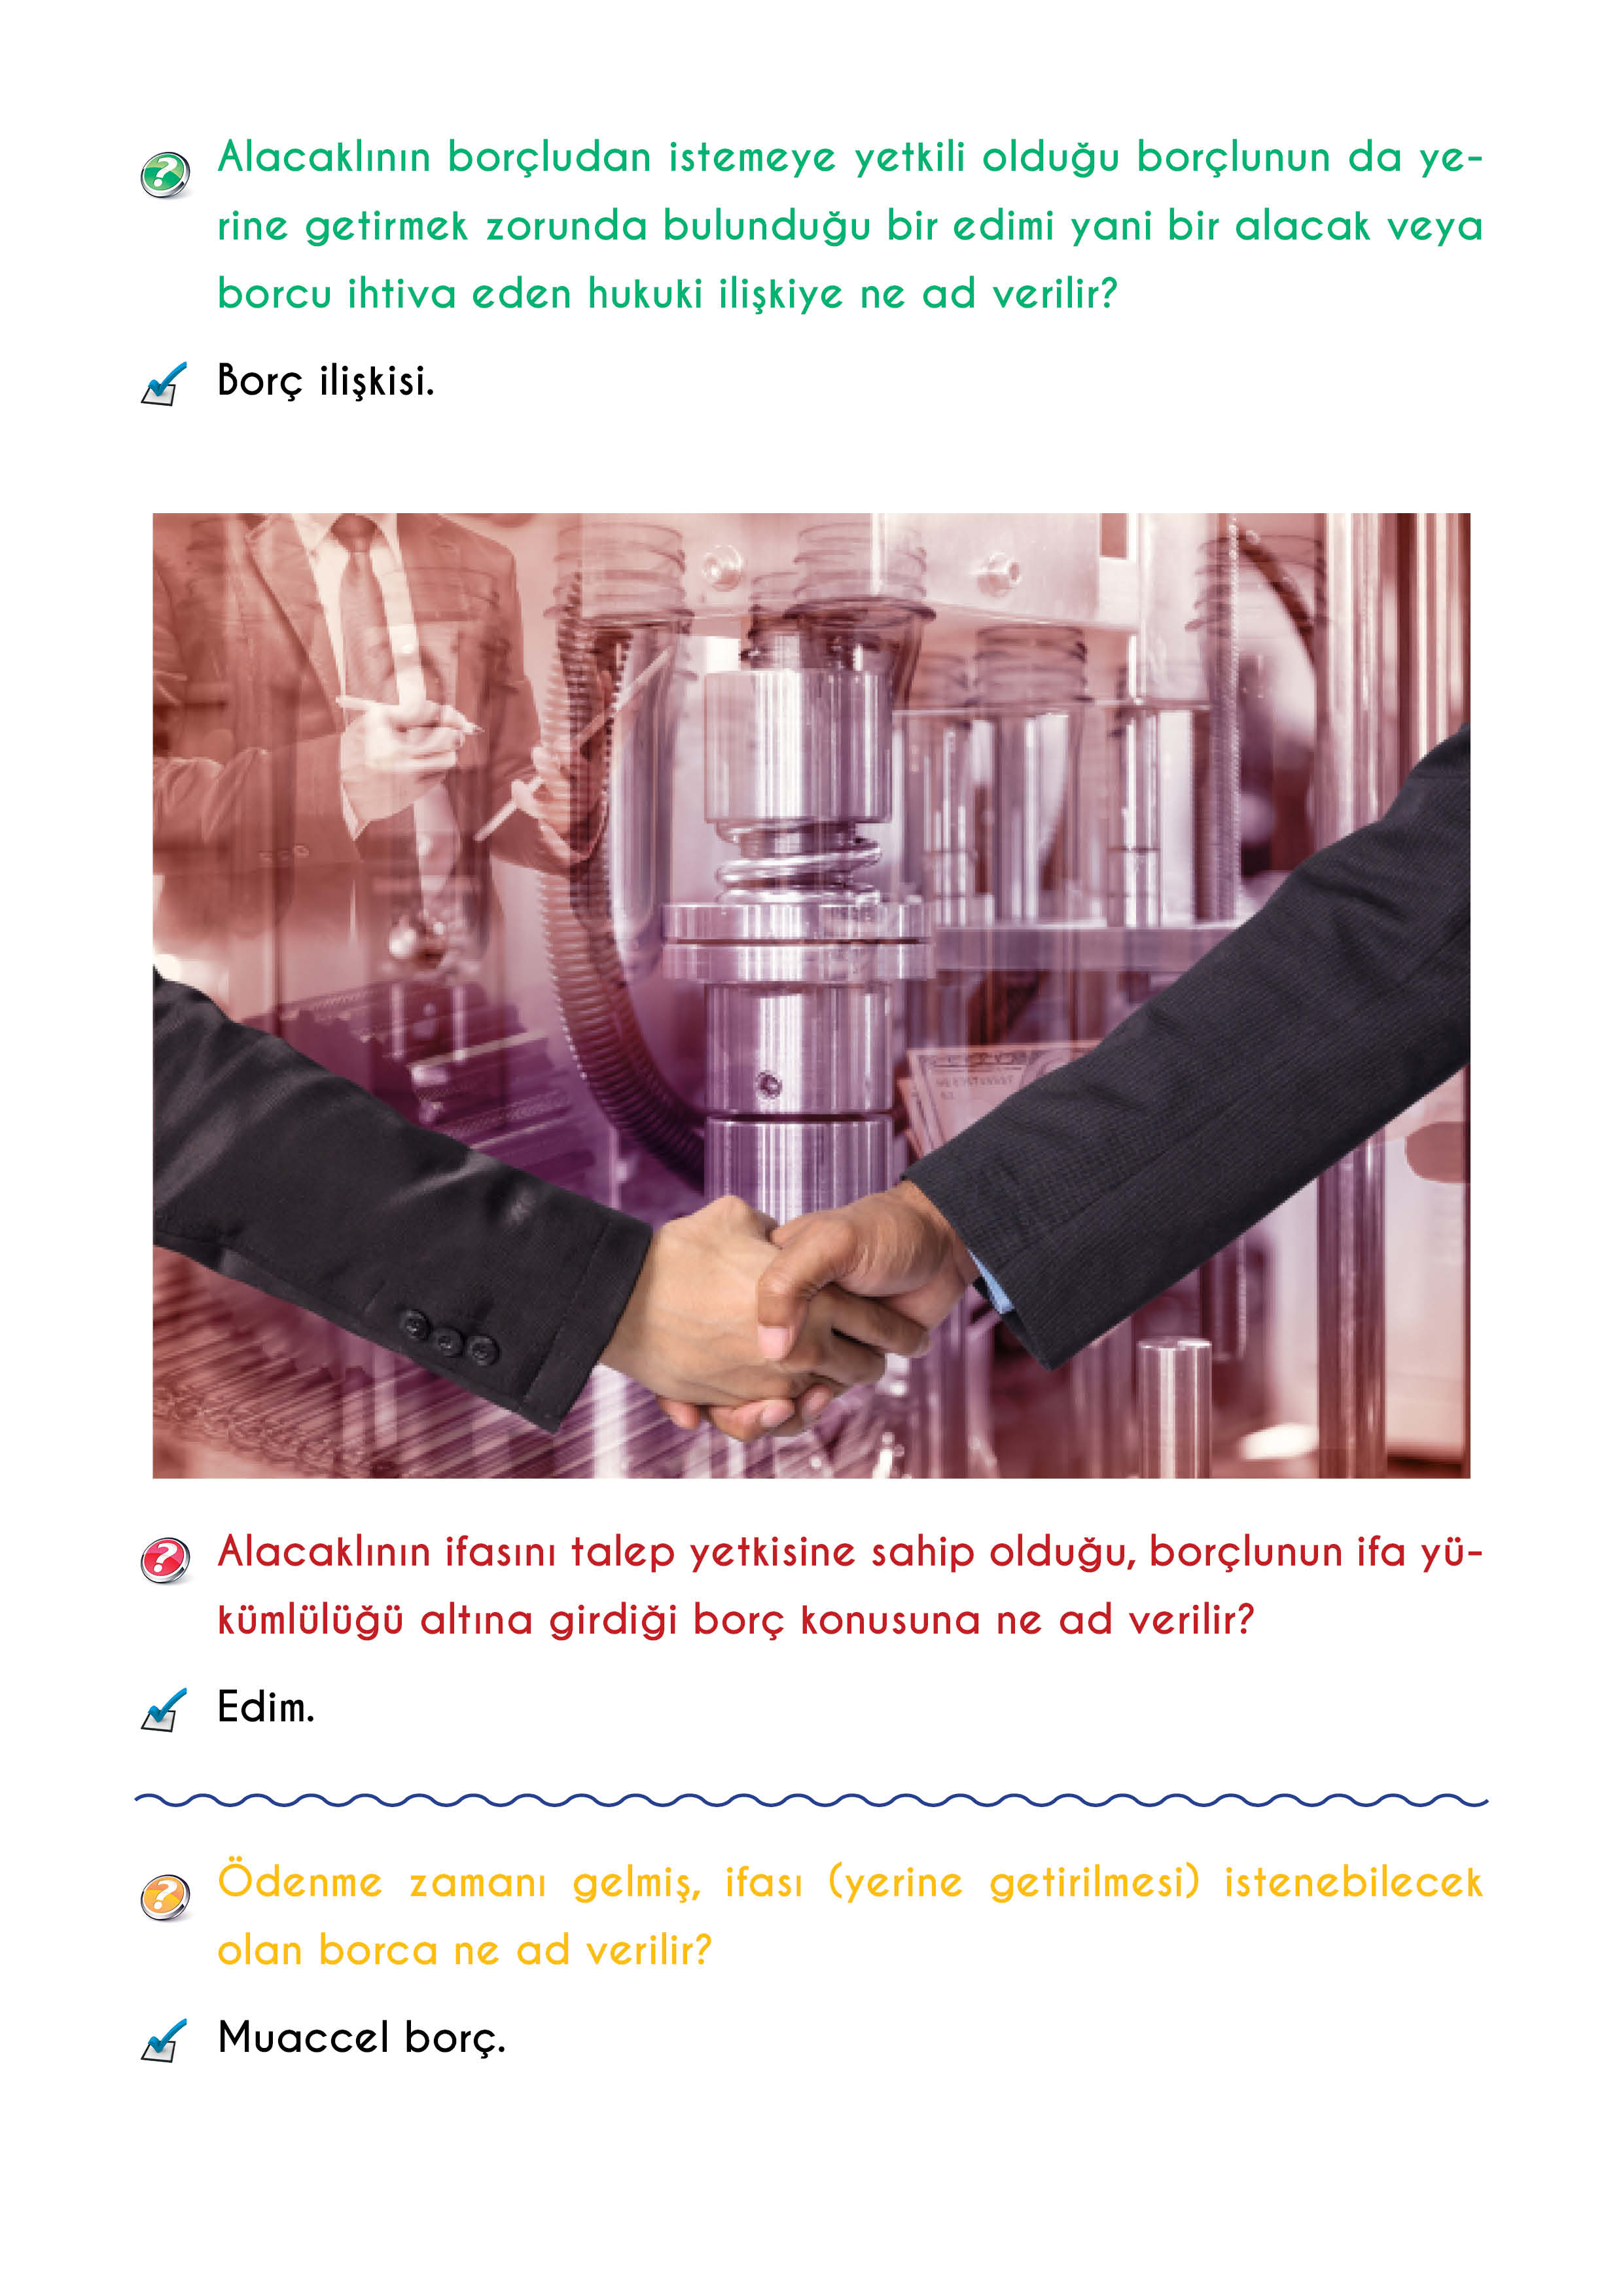 Alacaklının borçludan istemeye yetkili olduğu borçlunun da ye-
rine getirmek zorunda bulunduğu bir edimi yani bir alacak veya
borcu ihtiva eden hukuki ilişkiye ne ad verilir?
Borç ilişkisi.
Alacaklının ifasını talep yetkisine sahip olduğu, borçlunun ifa yü-
kümlülüğü altına girdiği borç konusuna ne ad verilir?
Edim.
Ödenme zamanı gelmiş, ifası (yerine getirilmesi) istenebilecek
olan borca ne ad verilir?
Muaccel borç.